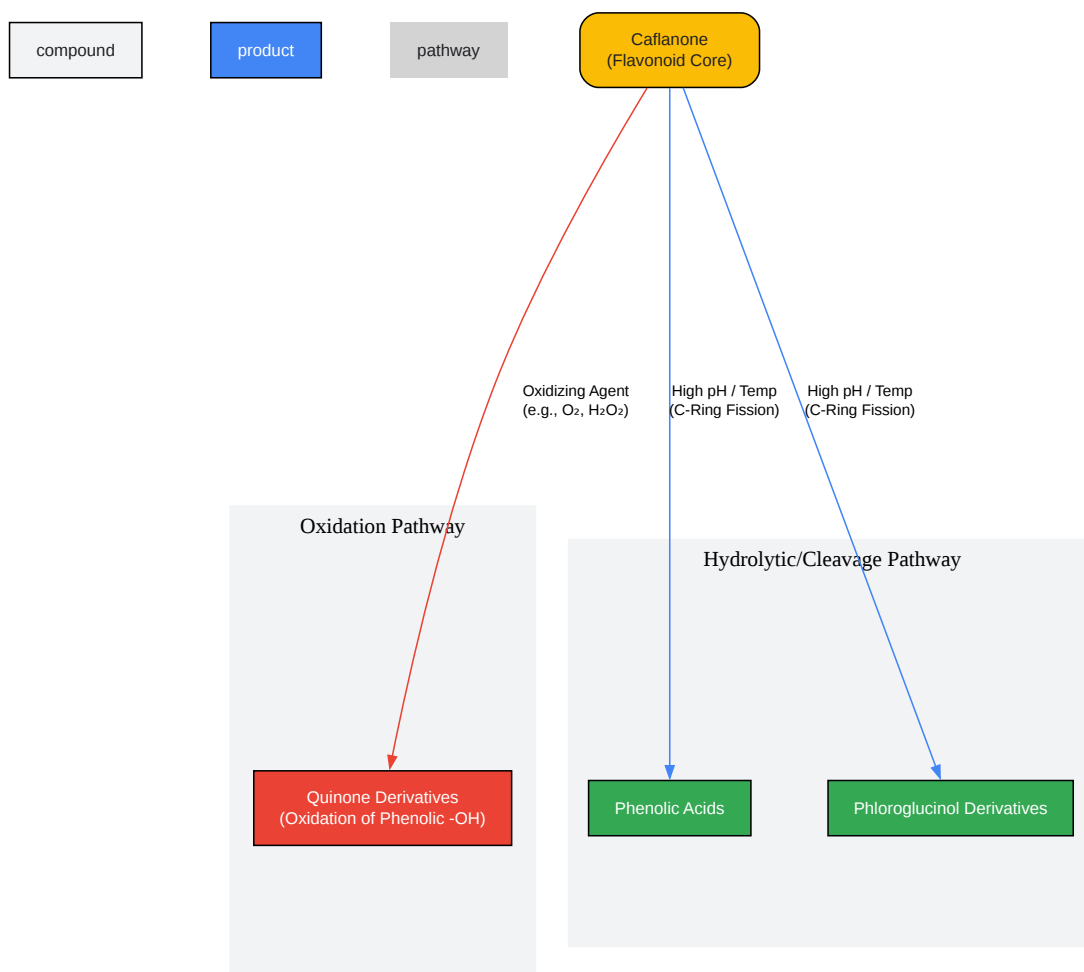 compound
product
pathway
Caflanone
(Flavonoid Core)
Oxidizing Agent
(e.g., O₂, H₂O₂)
High pH / Temp
(C-Ring Fission)
High pH / Temp
(C-Ring Fission)
Oxidation Pathway
Hydrolytic/Cleavage Pathway
Quinone Derivatives
(Oxidation of Phenolic -OH)
Phenolic Acids
Phloroglucinol Derivatives